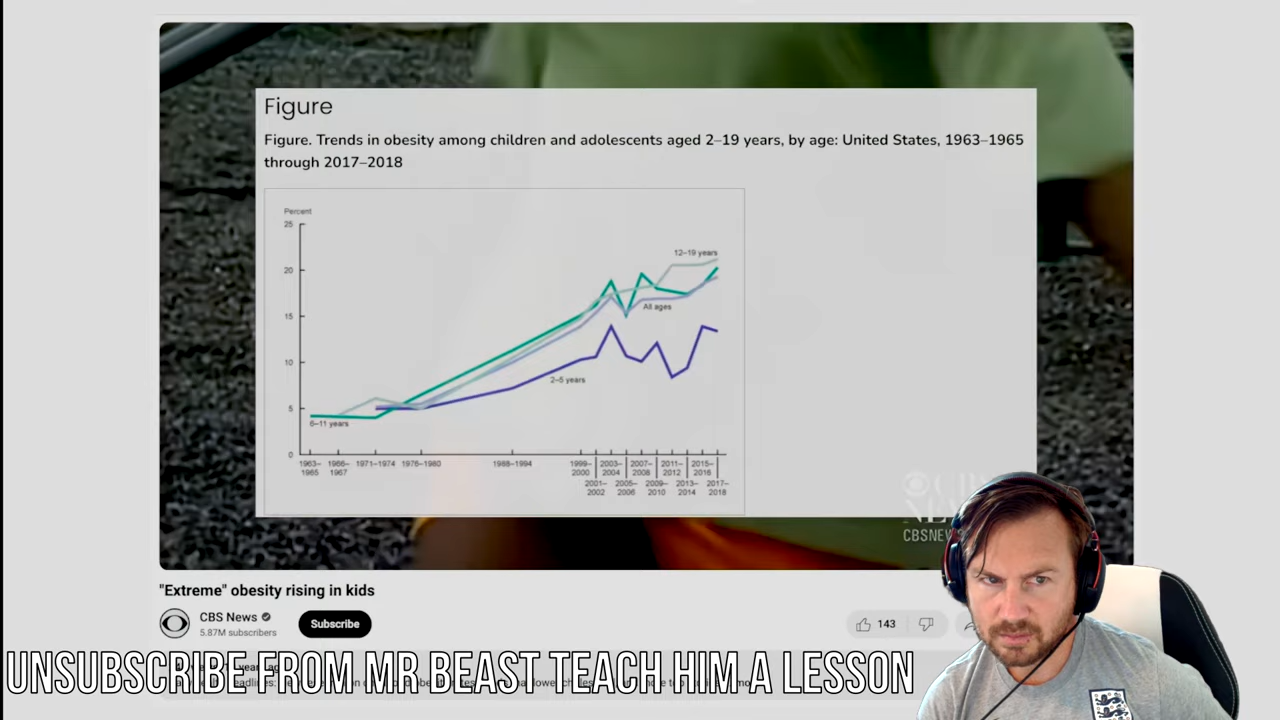 Figure
Figure. Trends in obesity among children and adolescents aged 2–19 years, by age: United States, 1963–1965
through 2017–2018
Percent
25
20
15
10
5
0
12–19 years
All ages
2–5 years
6–11 years
1963–
1965
1966–
1967
1971–1974
1976–1980
1988–1994
1999–
2000
2001–
2002
2003–
2004
2005–
2006
2007–
2008
2009–
2010
2011–
2012
2013–
2014
2015–
2016
2017–
2018
CBSNEW
"Extreme" obesity rising in kids
CBS News
5.87M subscribers
Subscribe
143
UNSUBSCRIBE FROM MR BEAST TEACH HIM A LESSON